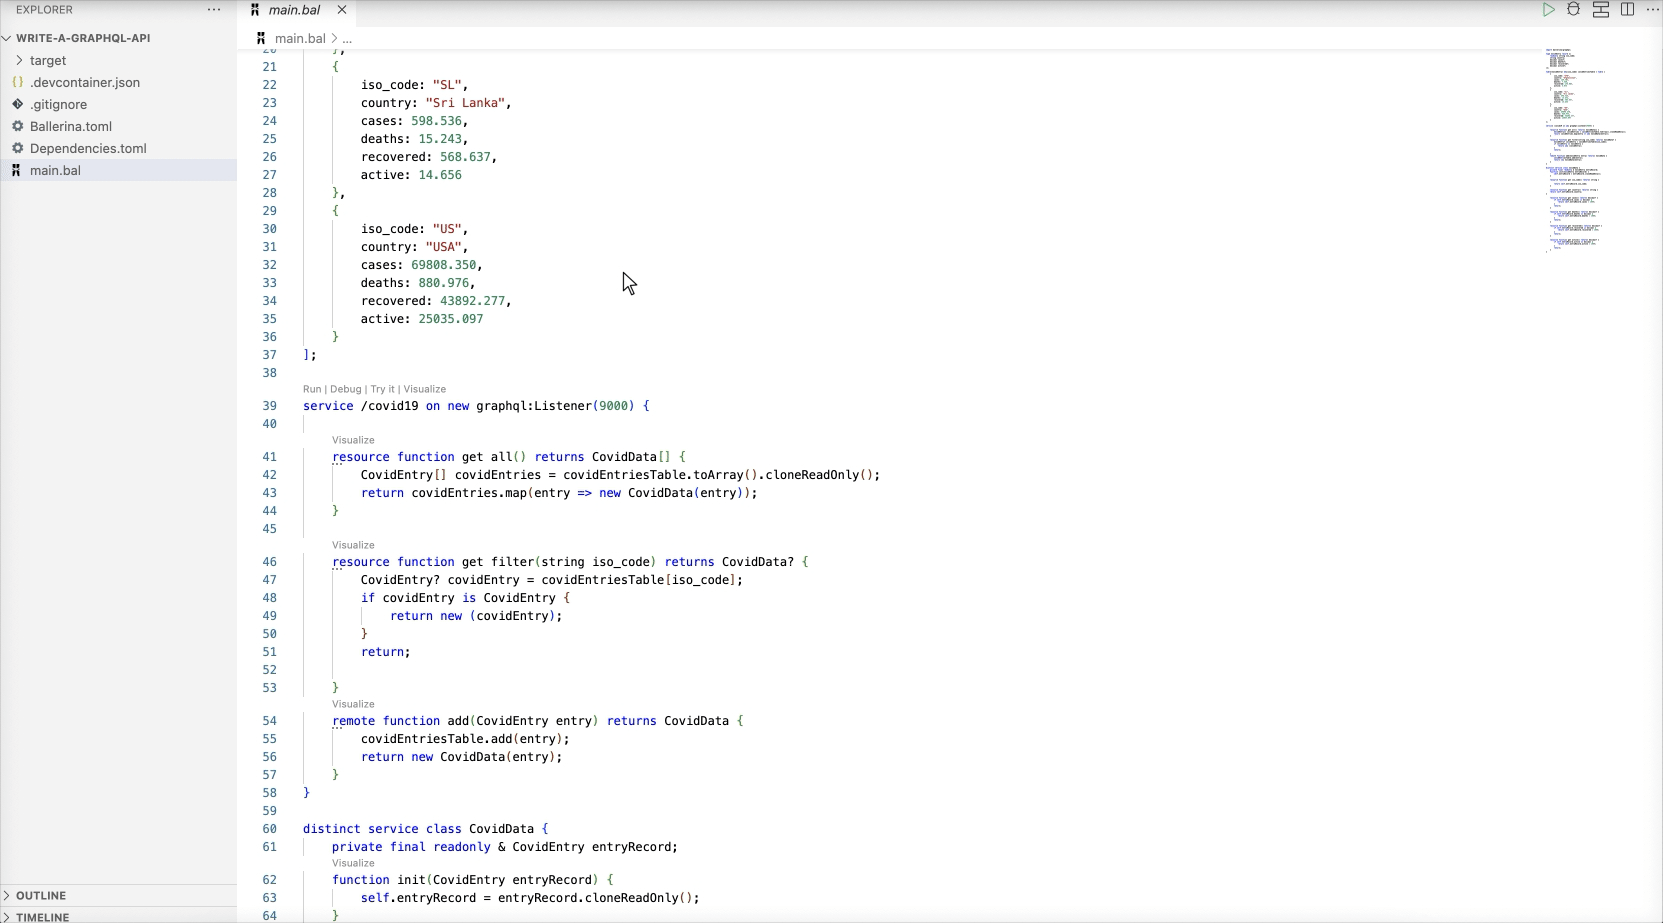 EXPLORER
main.bal
WRITE-A-GRAPHQL-API
target
.devcontainer.json
.gitignore
Ballerina.toml
Dependencies.toml
main.bal
OUTLINE
TIMELINE
main.bal > ...
20 },
21 {
22 iso_code: "SL",
23 country: "Sri Lanka",
24 cases: 598.536,
25 deaths: 15.243,
26 recovered: 568.637,
27 active: 14.656
28 },
29 {
30 iso_code: "US",
31 country: "USA",
32 cases: 69808.350,
33 deaths: 880.976,
34 recovered: 43892.277,
35 active: 25035.097
36 }
37 ];
38
Run | Debug | Try it | Visualize
39 service /covid19 on new graphql:Listener(9000) {
40
Visualize
41 resource function get all() returns CovidData[] {
42 CovidEntry[] covidEntries = covidEntriesTable.toArray().cloneReadOnly();
43 return covidEntries.map(entry => new CovidData(entry));
44 }
45
Visualize
46 resource function get filter(string iso_code) returns CovidData? {
47 CovidEntry? covidEntry = covidEntriesTable[iso_code];
48 if covidEntry is CovidEntry {
49 return new (covidEntry);
50 }
51 return;
52
53 }
Visualize
54 remote function add(CovidEntry entry) returns CovidData {
55 covidEntriesTable.add(entry);
56 return new CovidData(entry);
57 }
58 }
59
60 distinct service class CovidData {
61 private final readonly & CovidEntry entryRecord;
Visualize
62 function init(CovidEntry entryRecord) {
63 self.entryRecord = entryRecord.cloneReadOnly();
64 }